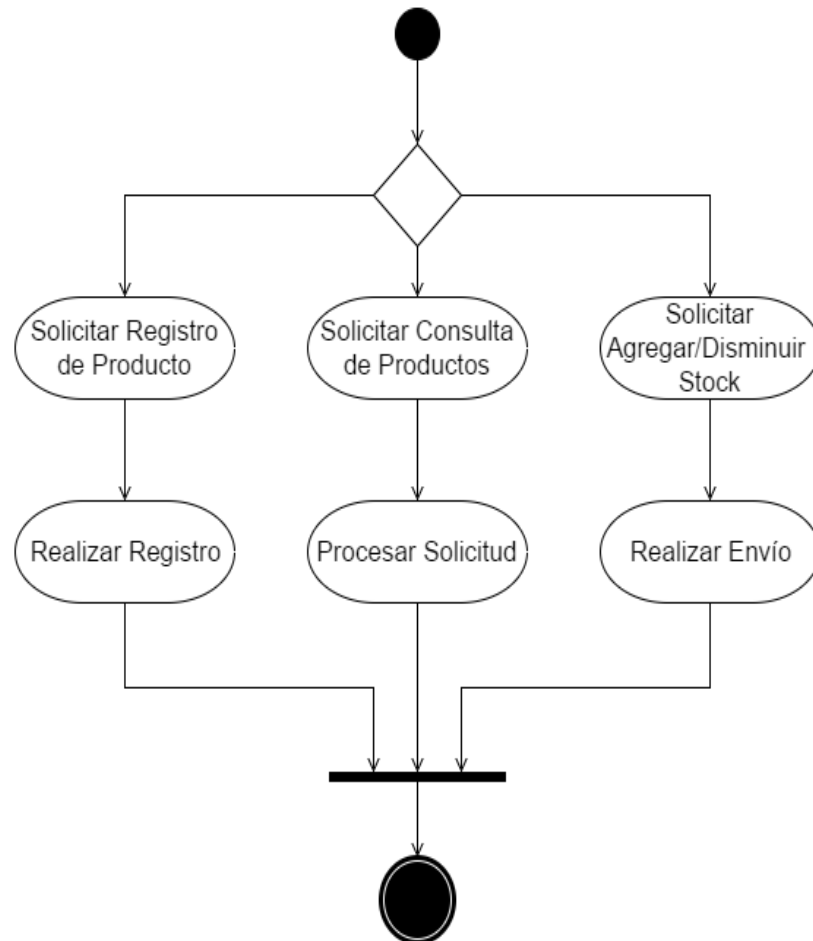 Solicitar Registro
de Producto
Solicitar Consulta
de Productos
Solicitar
Agregar/Disminuir
Stock
Realizar Registro
Procesar Solicitud
Realizar Envío